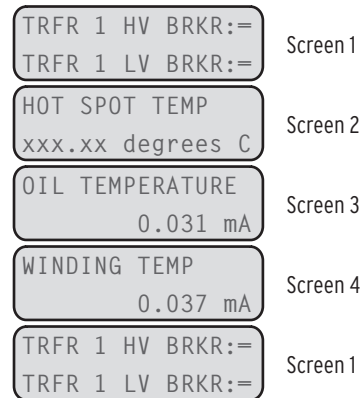 TRFR 1 HV BRKR:=
TRFR 1 LV BRKR:=
Screen 1
HOT SPOT TEMP
xxx.xx degrees C
Screen 2
OIL TEMPERATURE
0.031 mA
Screen 3
WINDING TEMP
0.037 mA
Screen 4
TRFR 1 HV BRKR:=
TRFR 1 LV BRKR:=
Screen 1